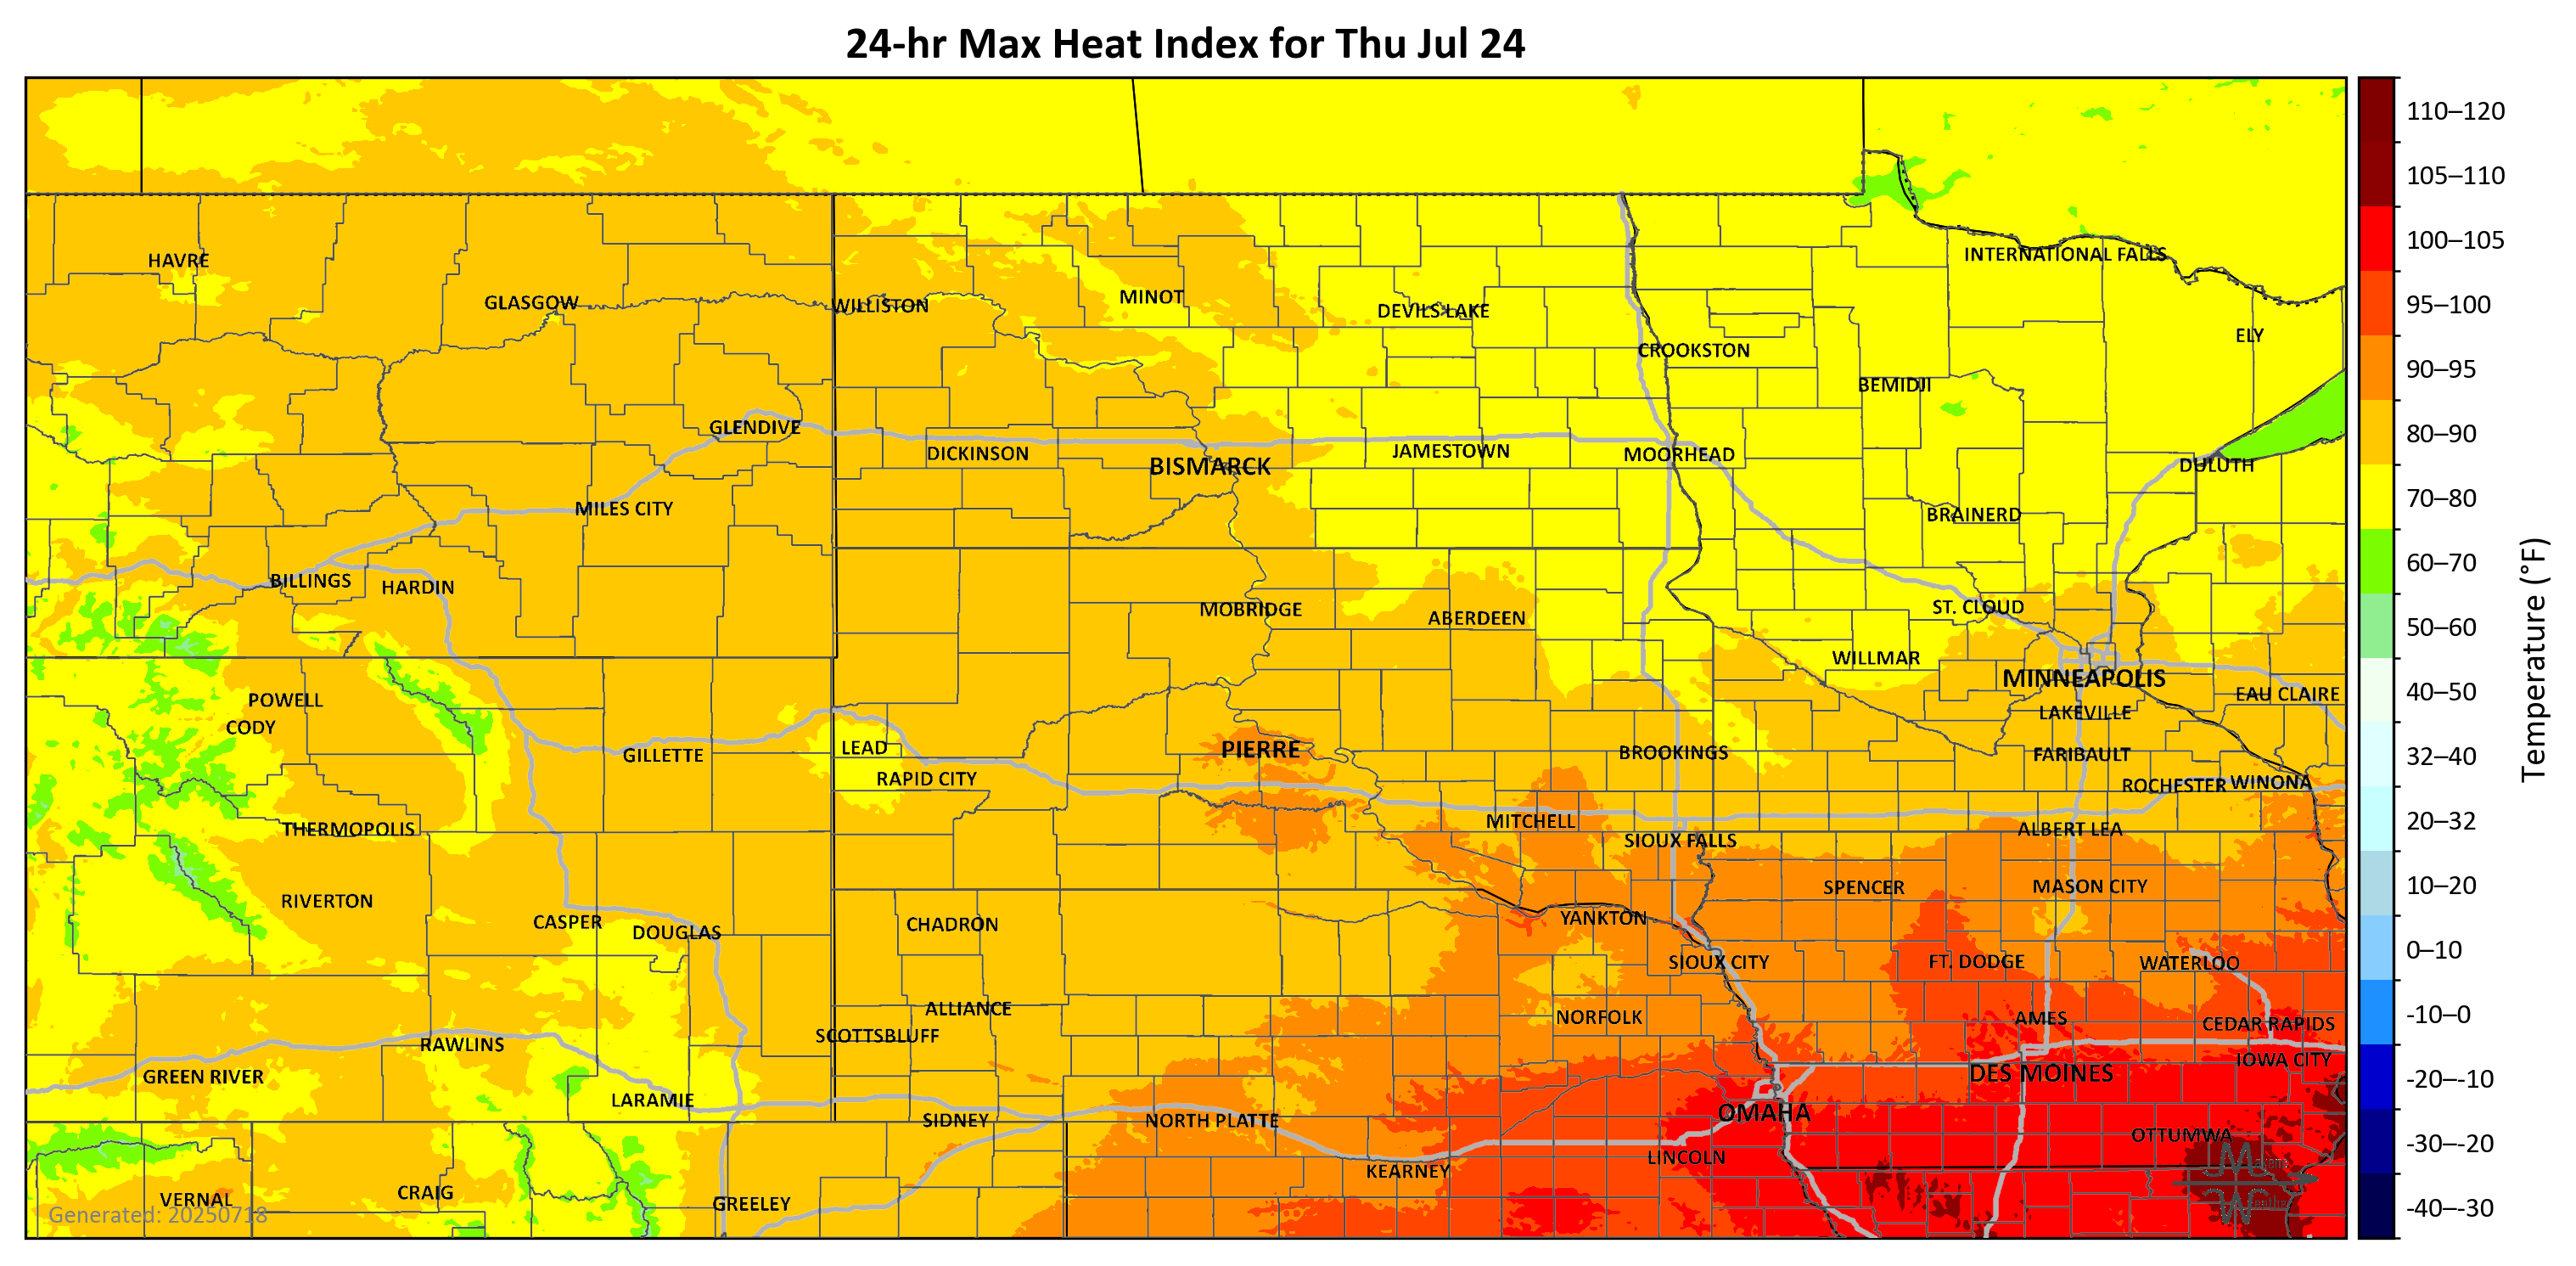 24-hr Max Heat Index for Thu Jul 24
110–120
105–110
100–105
95–100
90–95
80–90
70–80
60–70
50–60
40–50
32–40
20–32
10–20
0–10
-10–0
-20–-10
-30–-20
-40–-30
Temperature (°F)
HAVRE
INTERNATIONAL FALLS
GLASGOW
WILLISTON
MINOT
DEVILS LAKE
ELY
CROOKSTON
BEMIDJI
GLENDIVE
DICKINSON
BISMARCK
JAMESTOWN
MOORHEAD
DULUTH
MILES CITY
BRAINERD
BILLINGS
HARDIN
MOBRIDGE
ABERDEEN
ST. CLOUD
WILLMAR
MINNEAPOLIS
POWELL
EAU CLAIRE
CODY
LAKEVILLE
GILLETTE
LEAD
PIERRE
BROOKINGS
FARIBAULT
RAPID CITY
ROCHESTER
WINONA
THERMOPOLIS
MITCHELL
SIOUX FALLS
ALBERT LEA
RIVERTON
SPENCER
MASON CITY
CASPER
DOUGLAS
CHADRON
YANKTON
SIOUX CITY
FT. DODGE
WATERLOO
ALLIANCE
NORFOLK
AMES
CEDAR RAPIDS
SCOTTSBLUFF
RAWLINS
IOWA CITY
GREEN RIVER
DES MOINES
LARAMIE
SIDNEY
NORTH PLATTE
OMAHA
OTTUMWA
KEARNEY
LINCOLN
VERNAL
CRAIG
GREELEY
Generated: 20250718
M
W